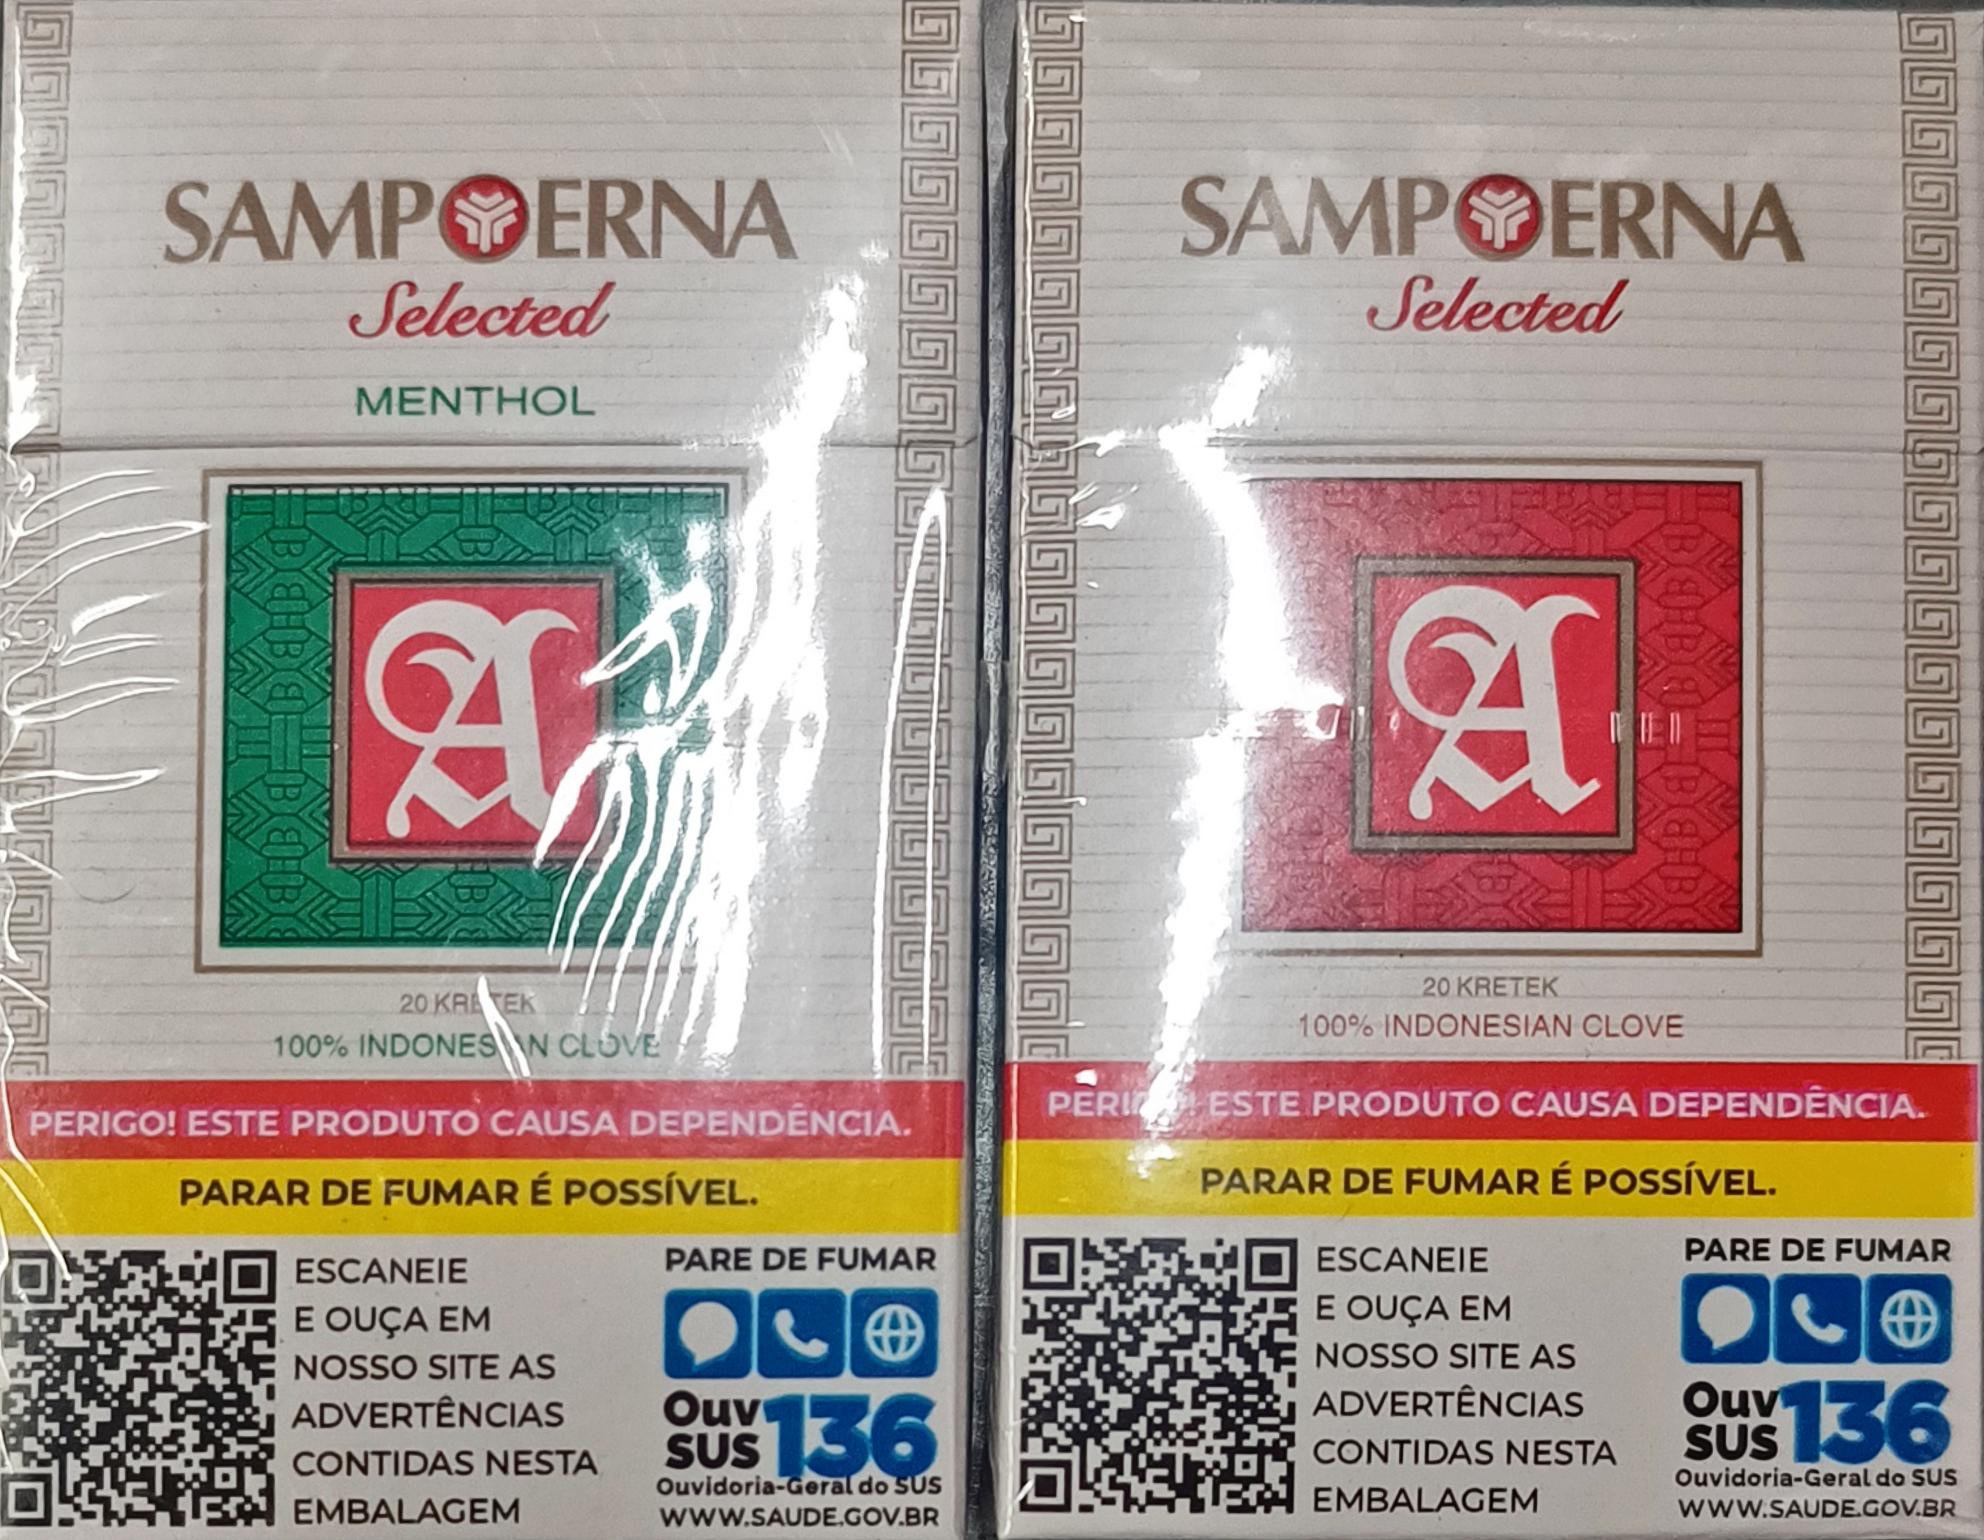 SAMPOERNA
Selected
MENTHOL
A
20 KRETEK
100% INDONESIAN CLOVE
PERIGO! ESTE PRODUTO CAUSA DEPENDÊNCIA.
PARAR DE FUMAR É POSSÍVEL.
ESCANEIE
E OUÇA EM
NOSSO SITE AS
ADVERTÊNCIAS
CONTIDAS NESTA
EMBALAGEM
PARE DE FUMAR
Ouv
SUS 136
Ouvidoria-Geral do SUS
WWW.SAUDE.GOV.BR
SAMPOERNA
Selected
A
20 KRETEK
100% INDONESIAN CLOVE
PERIGO! ESTE PRODUTO CAUSA DEPENDÊNCIA.
PARAR DE FUMAR É POSSÍVEL.
ESCANEIE
E OUÇA EM
NOSSO SITE AS
ADVERTÊNCIAS
CONTIDAS NESTA
EMBALAGEM
PARE DE FUMAR
Ouv
SUS 136
Ouvidoria-Geral do SUS
WWW.SAUDE.GOV.BR